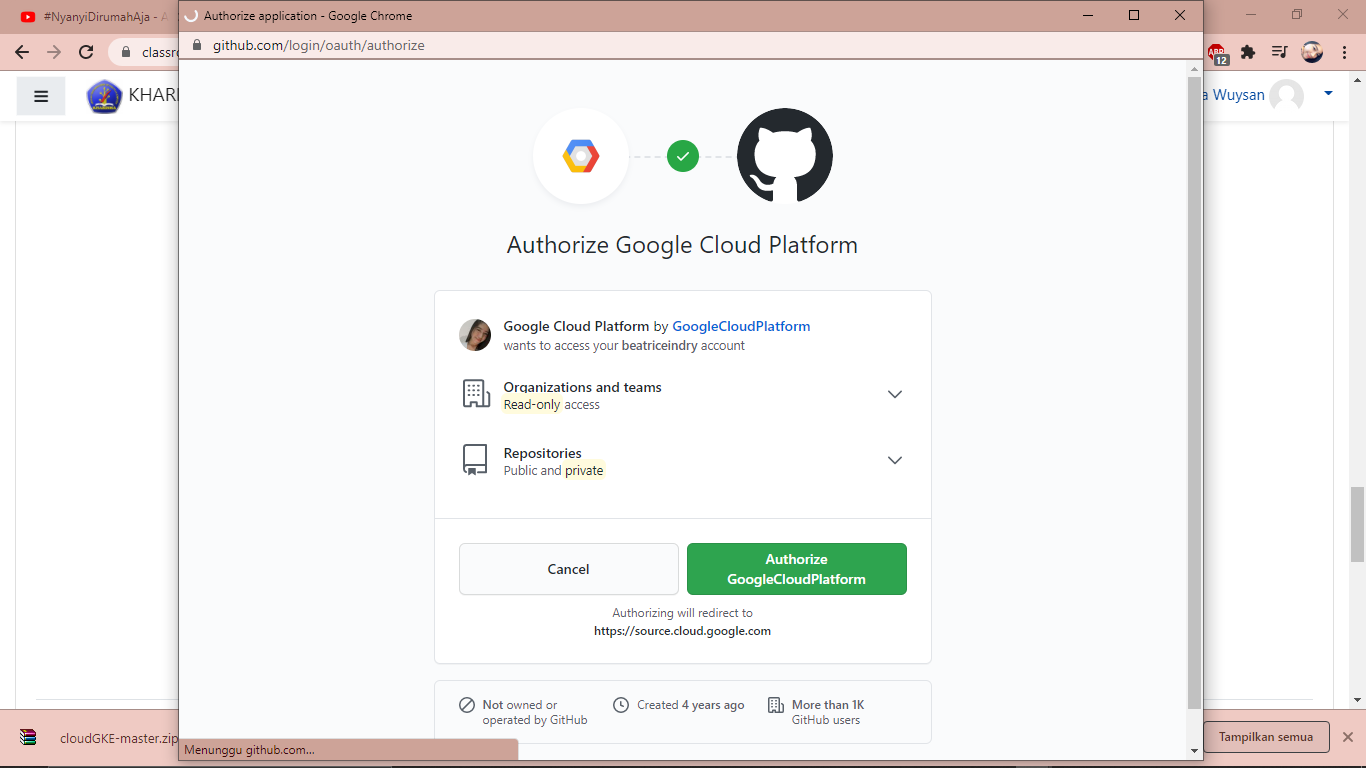 #NyanyiDirumahAja - A
Authorize application - Google Chrome
github.com/login/oauth/authorize
classr
ABP
12
KHARI
a Wuysan
Authorize Google Cloud Platform
Google Cloud Platform by GoogleCloudPlatform
wants to access your beatriceindry account
Organizations and teams
Read-only access
Repositories
Public and private
Cancel
Authorize
GoogleCloudPlatform
Authorizing will redirect to
https://source.cloud.google.com
Not owned or
operated by GitHub
Created 4 years ago
More than 1K
GitHub users
Menunggu github.com...
cloudGKE-master.zip
Tampilkan semua